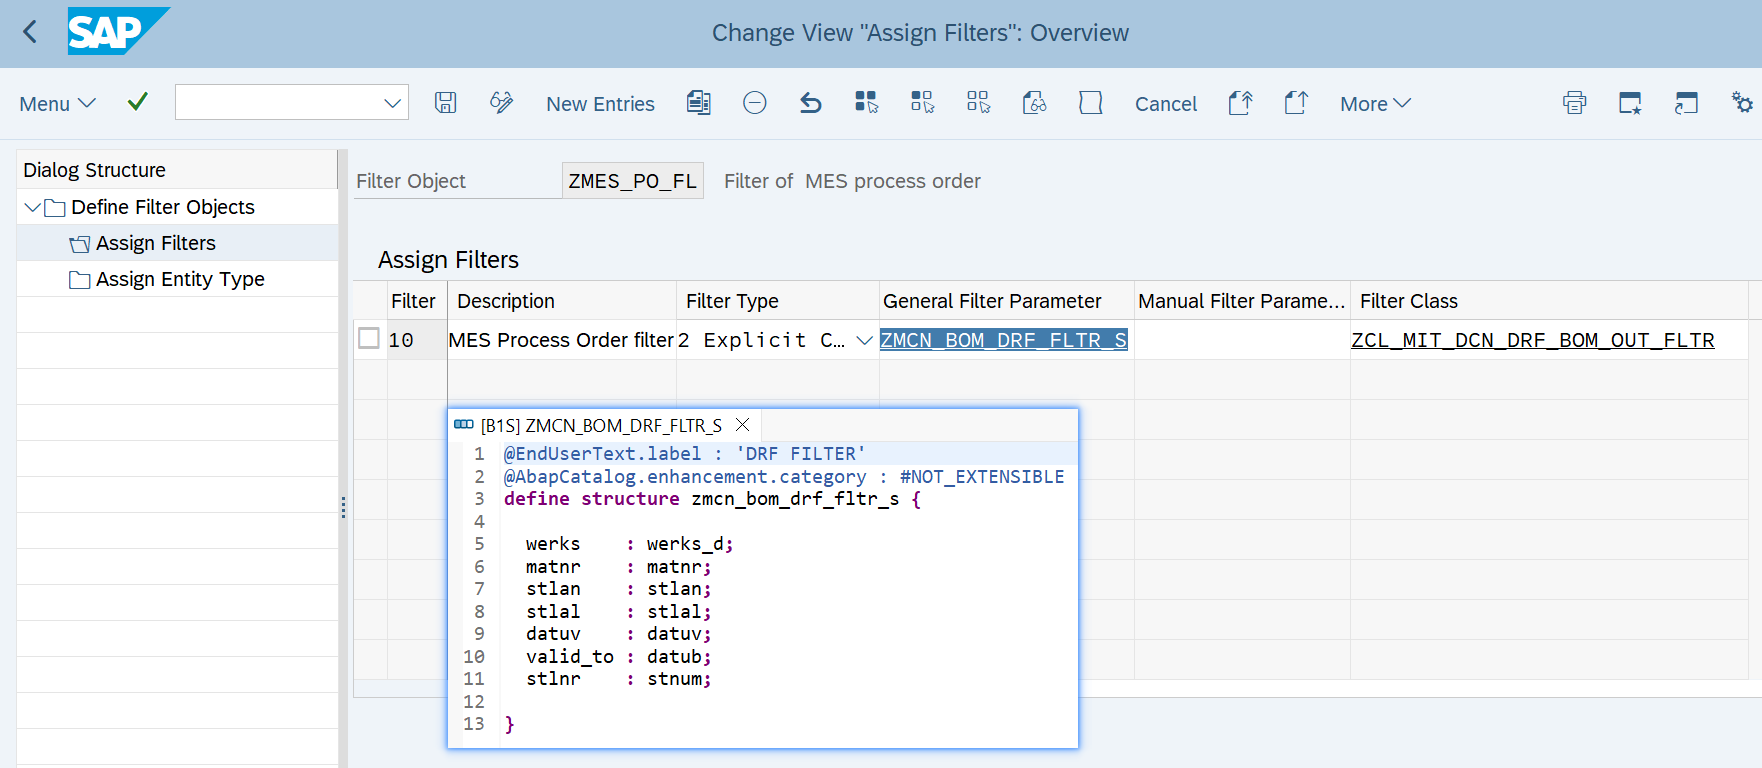 SAP
Change View "Assign Filters": Overview
Menu
New Entries
Cancel
More
Dialog Structure
Define Filter Objects
Assign Filters
Assign Entity Type
Filter Object ZMES_PO_FL Filter of MES process order
Assign Filters
Filter Description Filter Type General Filter Parameter Manual Filter Parame... Filter Class
10 MES Process Order filter 2 Explicit C... ZMCN_BOM_DRF_FLTR_S ZCL_MIT_DCN_DRF_BOM_OUT_FLTR
[B1S] ZMCN_BOM_DRF_FLTR_S
1 @EndUserText.label : 'DRF FILTER'
2 @AbapCatalog.enhancement.category : #NOT_EXTENSIBLE
3 define structure zmcn_bom_drf_fltr_s {
4
5 werks : werks_d;
6 matnr : matnr;
7 stlan : stlan;
8 stlal : stlal;
9 datuv : datuv;
10 valid_to : datub;
11 stlnr : stnum;
12
13 }